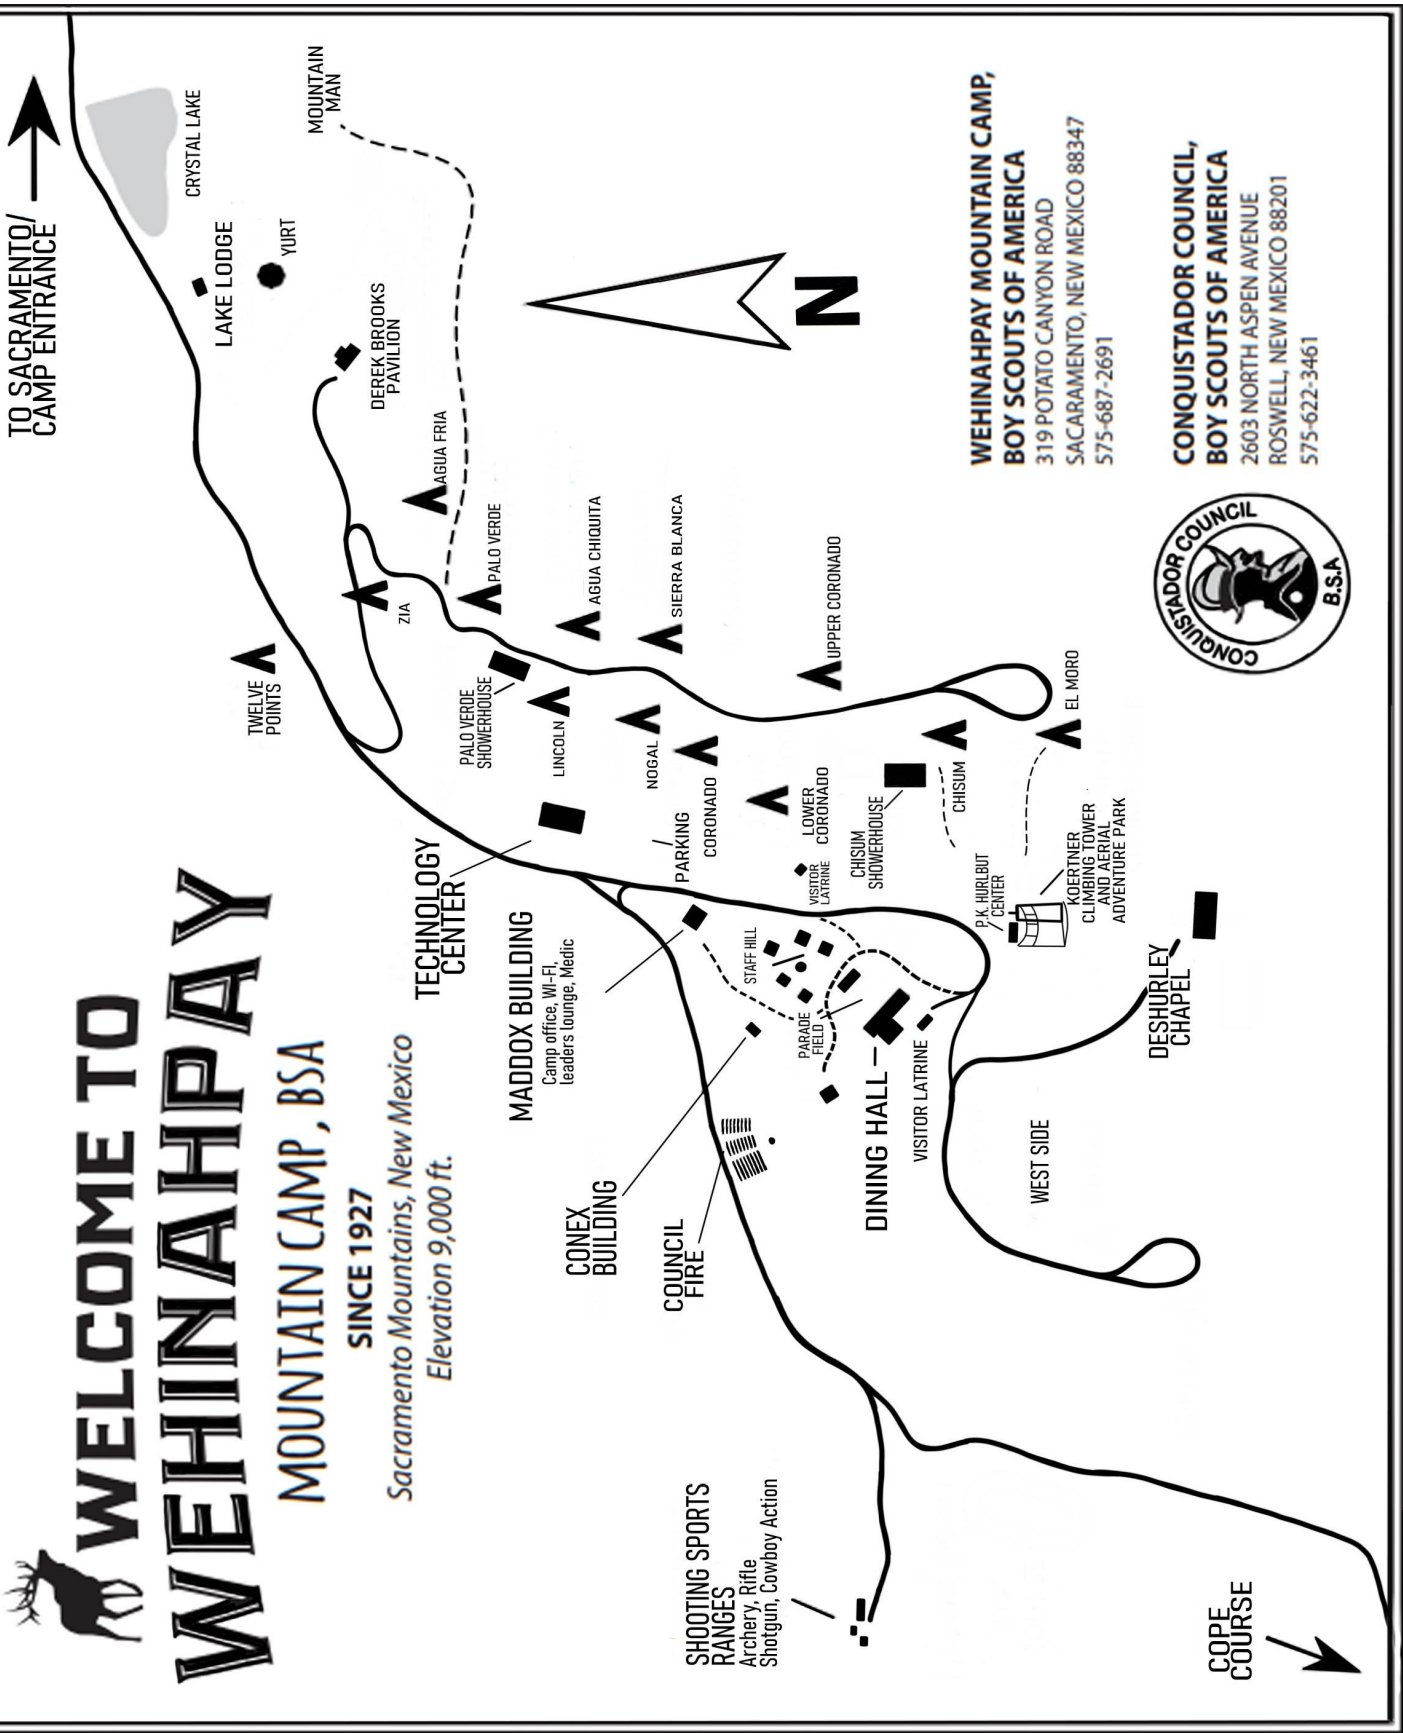 WELCOME TO
WEHINAHPAY
MOUNTAIN CAMP, BSA
SINCE 1927
Sacramento Mountains, New Mexico
Elevation 9,000 ft.
TO SACRAMENTO/
CAMP ENTRANCE
CRYSTAL LAKE
LAKE LODGE
YURT
MOUNTAIN
MAN
DEREK BROOKS
PAVILION
AGUA FRIA
TWELVE
POINTS
ZIA
PALO VERDE
PALO VERDE
SHOWERHOUSE
AGUA CHIQUITA
LINCOLN
SIERRA BLANCA
NOGAL
TECHNOLOGY
CENTER
PARKING
CORONADO
UPPER CORONADO
LOWER
CORONADO
VISITOR
LATRINE
CHISUM
SHOWERHOUSE
CHISUM
EL MORO
MADDOX BUILDING
Camp office, WI-FI,
leaders lounge, Medic
STAFF HILL
P.K. HURLBUT
CENTER
KOERTNER
CLIMBING TOWER
AND AERIAL
ADVENTURE PARK
PARADE
FIELD
CONEX
BUILDING
COUNCIL
FIRE
DINING HALL
VISITOR LATRINE
DESHURLEY
CHAPEL
WEST SIDE
SHOOTING SPORTS
RANGES
Archery, Rifle
Shotgun, Cowboy Action
COPE
COURSE
N
WEHINAHPAY MOUNTAIN CAMP,
BOY SCOUTS OF AMERICA
319 POTATO CANYON ROAD
SACARAMENTO, NEW MEXICO 88347
575-687-2691
CONQUISTADOR COUNCIL
B.S.A
CONQUISTADOR COUNCIL,
BOY SCOUTS OF AMERICA
2603 NORTH ASPEN AVENUE
ROSWELL, NEW MEXICO 88201
575-622-3461